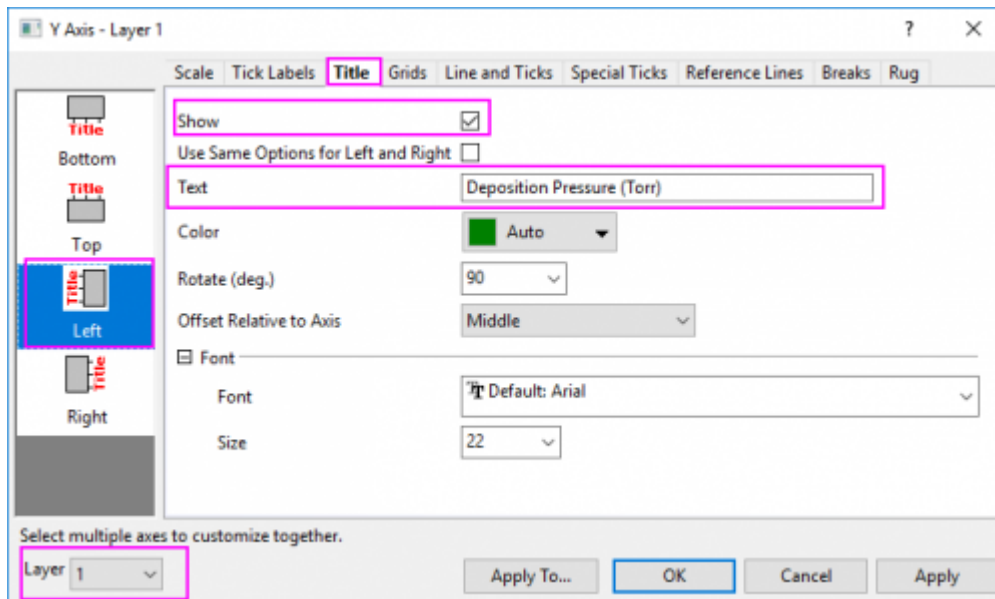 Y Axis - Layer 1 ? ×
Scale Tick Labels Title Grids Line and Ticks Special Ticks Reference Lines Breaks Rug
Title
Bottom
Title
Top
Title
Left
Title
Right
Show
Use Same Options for Left and Right
Text Deposition Pressure (Torr)
Color Auto
Rotate (deg.) 90
Offset Relative to Axis Middle
Font
Font Default: Arial
Size 22
Select multiple axes to customize together.
Layer 1
Apply To... OK Cancel Apply